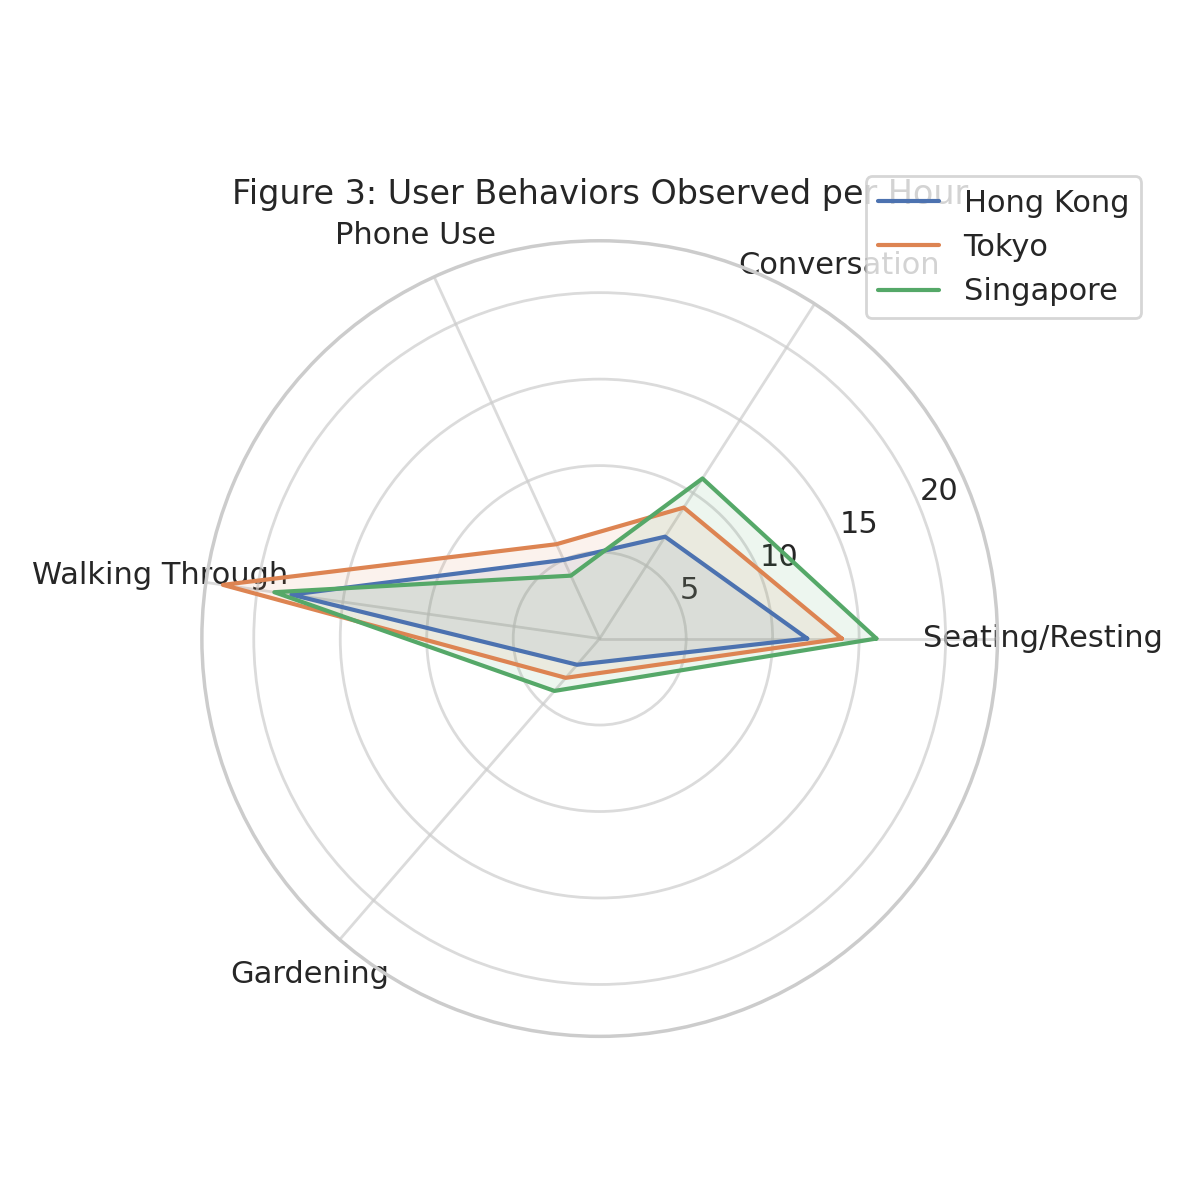 Figure 3: User Behaviors Observed per Hour
Hong Kong
Tokyo
Singapore
Phone Use
Conversation
20
15
10
5
Walking Through
Seating/Resting
Gardening